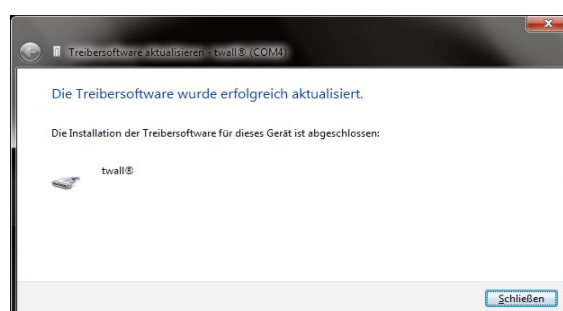 Treibersoftware aktualisieren - twall® (COM4)
Die Treibersoftware wurde erfolgreich aktualisiert.
Die Installation der Treibersoftware für dieses Gerät ist abgeschlossen:
twall®
Schließen